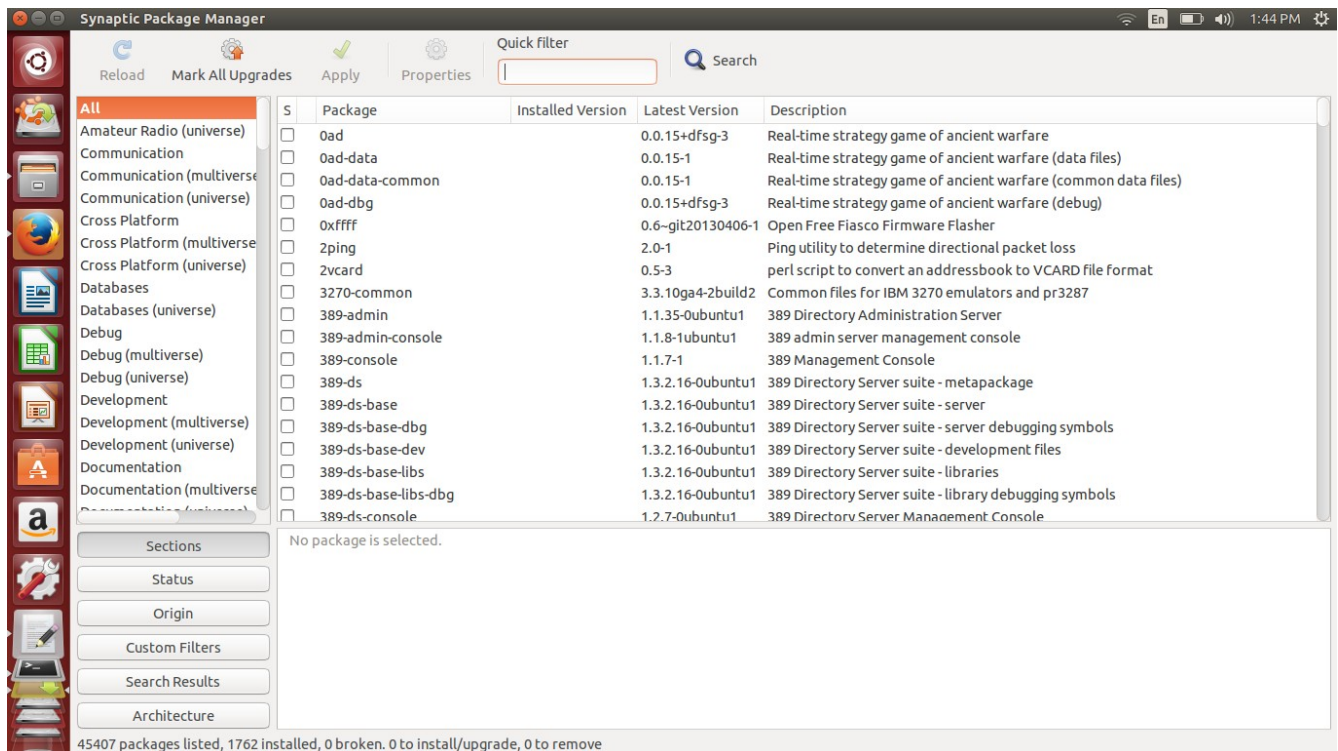 Synaptic Package Manager
En
1:44 PM
Reload
Mark All Upgrades
Apply
Properties
Quick filter
Search
All
Amateur Radio (universe)
Communication
Communication (multiverse
Communication (universe)
Cross Platform
Cross Platform (multiverse
Cross Platform (universe)
Databases
Databases (universe)
Debug
Debug (multiverse)
Debug (universe)
Development
Development (multiverse)
Development (universe)
Documentation
Documentation (multiverse
S Package Installed Version Latest Version Description
0ad 0.0.15+dfsg-3 Real-time strategy game of ancient warfare
0ad-data 0.0.15-1 Real-time strategy game of ancient warfare (data files)
0ad-data-common 0.0.15-1 Real-time strategy game of ancient warfare (common data files)
0ad-dbg 0.0.15+dfsg-3 Real-time strategy game of ancient warfare (debug)
0xffff 0.6~git20130406-1 Open Free Fiasco Firmware Flasher
2ping 2.0-1 Ping utility to determine directional packet loss
2vcard 0.5-3 perl script to convert an addressbook to VCARD file format
3270-common 3.3.10ga4-2build2 Common files for IBM 3270 emulators and pr3287
389-admin 1.1.35-0ubuntu1 389 Directory Administration Server
389-admin-console 1.1.8-1ubuntu1 389 admin server management console
389-console 1.1.7-1 389 Management Console
389-ds 1.3.2.16-0ubuntu1 389 Directory Server suite - metapackage
389-ds-base 1.3.2.16-0ubuntu1 389 Directory Server suite - server
389-ds-base-dbg 1.3.2.16-0ubuntu1 389 Directory Server suite - server debugging symbols
389-ds-base-dev 1.3.2.16-0ubuntu1 389 Directory Server suite - development files
389-ds-base-libs 1.3.2.16-0ubuntu1 389 Directory Server suite - libraries
389-ds-base-libs-dbg 1.3.2.16-0ubuntu1 389 Directory Server suite - library debugging symbols
389-ds-console 1.2.7-0ubuntu1 389 Directory Server Management Console
Sections
Status
Origin
Custom Filters
Search Results
Architecture
No package is selected.
45407 packages listed, 1762 installed, 0 broken. 0 to install/upgrade, 0 to remove